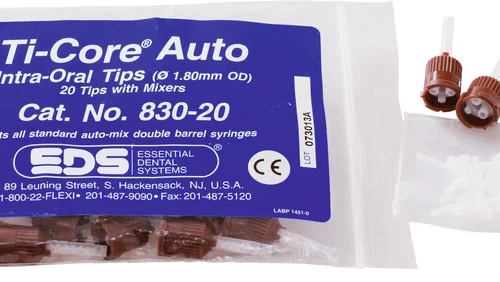 Ti-Core® Auto
Intra-Oral Tips (Ø 1.80mm OD)
20 Tips with Mixers
Cat. No. 830-20
all standard auto-mix double barrel syringes
EDS® ESSENTIAL
DENTAL
SYSTEMS
89 Leuning Street, S. Hackensack, NJ, U.S.A.
1-800-22-FLEXI• 201-487-9090• Fax:201-487-5120
LABP 1451-0
CE
LOT 073013A